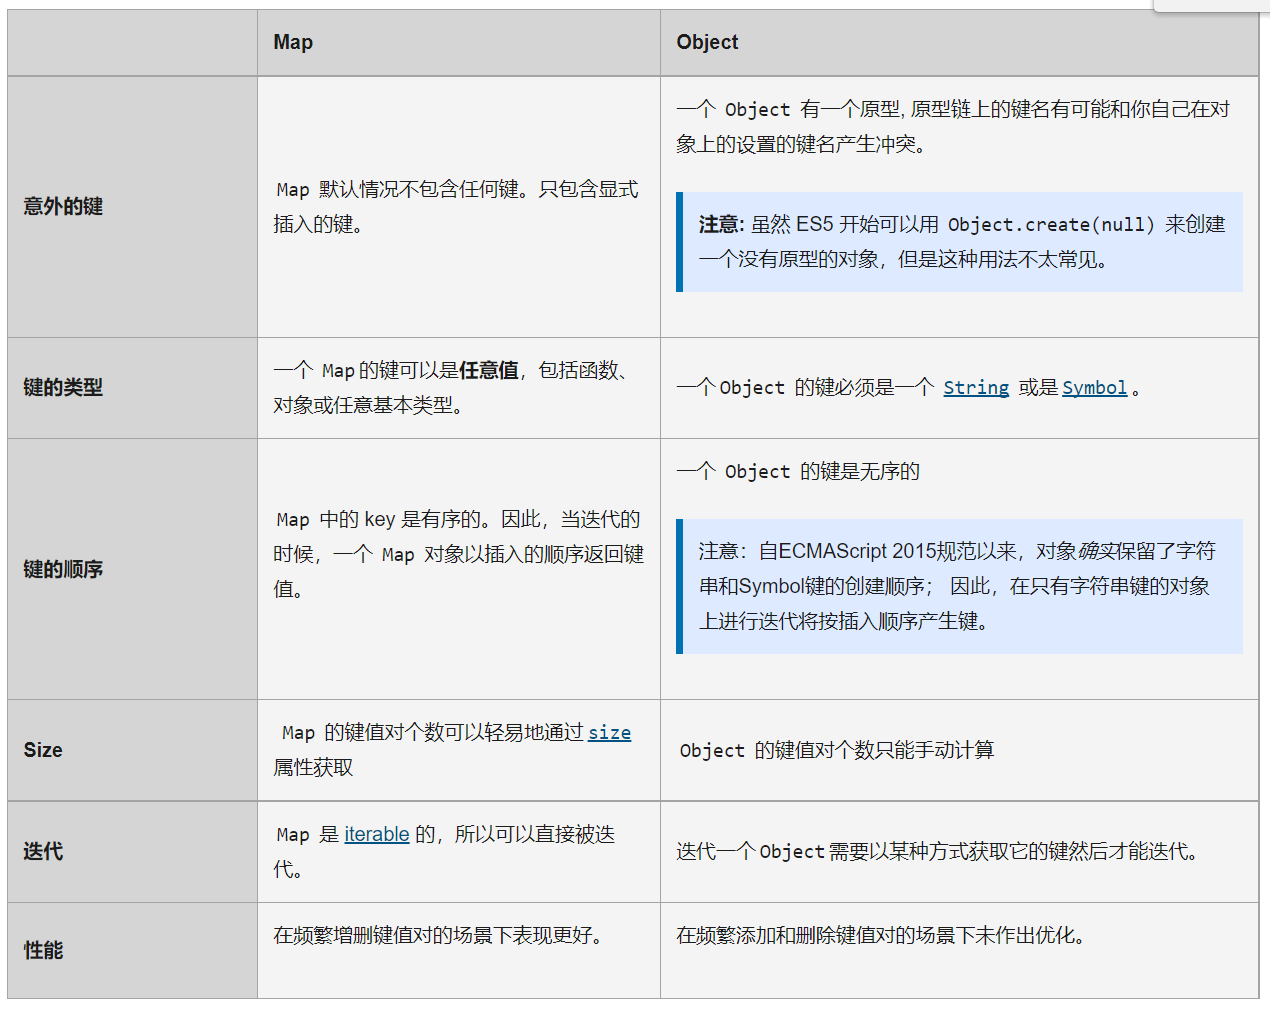 Map
Object
意外的键
Map 默认情况不包含任何键。只包含显式
插入的键。
一个 Object 有一个原型, 原型链上的键名有可能和你自己在对
象上的设置的键名产生冲突。
注意: 虽然 ES5 开始可以用 Object.create(null) 来创建
一个没有原型的对象，但是这种用法不太常见。
键的类型
一个 Map 的键可以是任意值，包括函数、
对象或任意基本类型。
一个 Object 的键必须是一个 String 或是 Symbol 。
键的顺序
Map 中的 key 是有序的。因此，当迭代的
时候，一个 Map 对象以插入的顺序返回键
值。
一个 Object 的键是无序的
注意：自ECMAScript 2015规范以来，对象确实保留了字符
串和Symbol键的创建顺序； 因此，在只有字符串键的对象
上进行迭代将按插入顺序产生键。
Size
Map 的键值对个数可以轻易地通过 size
属性获取
Object 的键值对个数只能手动计算
迭代
Map 是 iterable 的，所以可以直接被迭
代。
迭代一个 Object 需要以某种方式获取它的键然后才能迭代。
性能
在频繁增删键值对的场景下表现更好。
在频繁添加和删除键值对的场景下未作出优化。